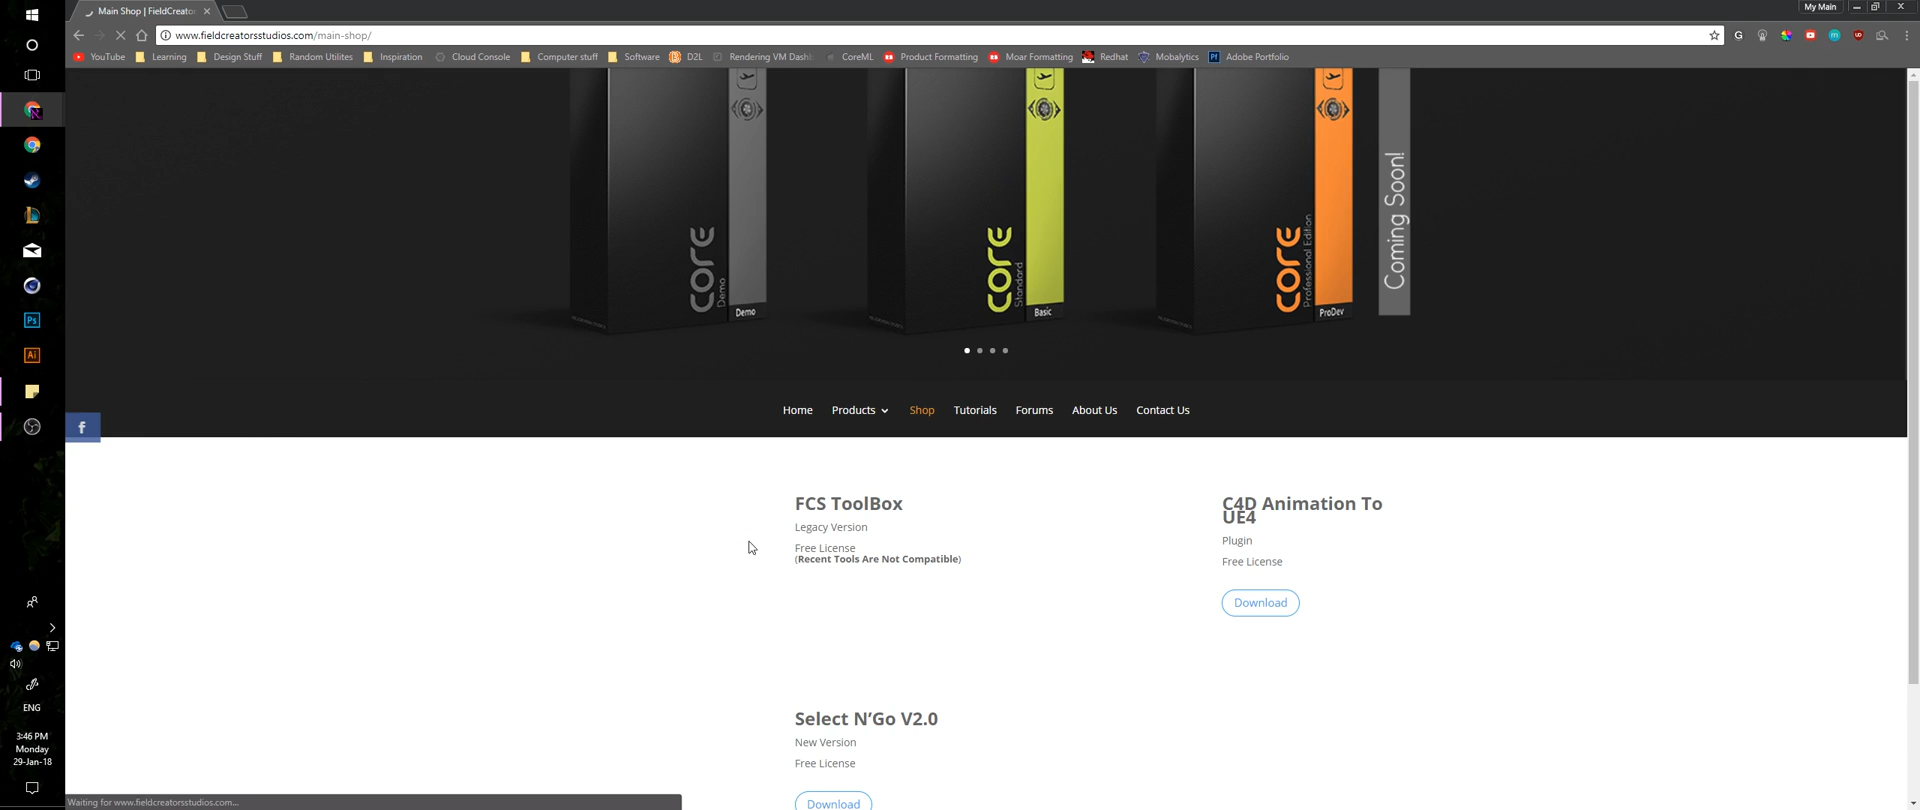 Main Shop | FieldCreator
My Main
www.fieldcreatorsstudios.com/main-shop/
G
YouTube
Learning
Design Stuff
Random Utilites
Inspiration
Cloud Console
Computer stuff
Software
D2L
Rendering VM Dash
CoreML
Product Formatting
Moar Formatting
Redhat
Mobalytics
Pf
Adobe Portfolio
core
Demo
Demo
core
Standard
Basic
core
Professional Edition
ProDev
Coming Soon!
Home
Products
Shop
Tutorials
Forums
About Us
Contact Us
f
FCS ToolBox
Legacy Version
Free License
(Recent Tools Are Not Compatible)
C4D Animation To
UE4
Plugin
Free License
Download
Select N’Go V2.0
New Version
Free License
Download
Ps
Ai
ENG
3:46 PM
Monday
29-Jan-18
Waiting for www.fieldcreatorsstudios.com...